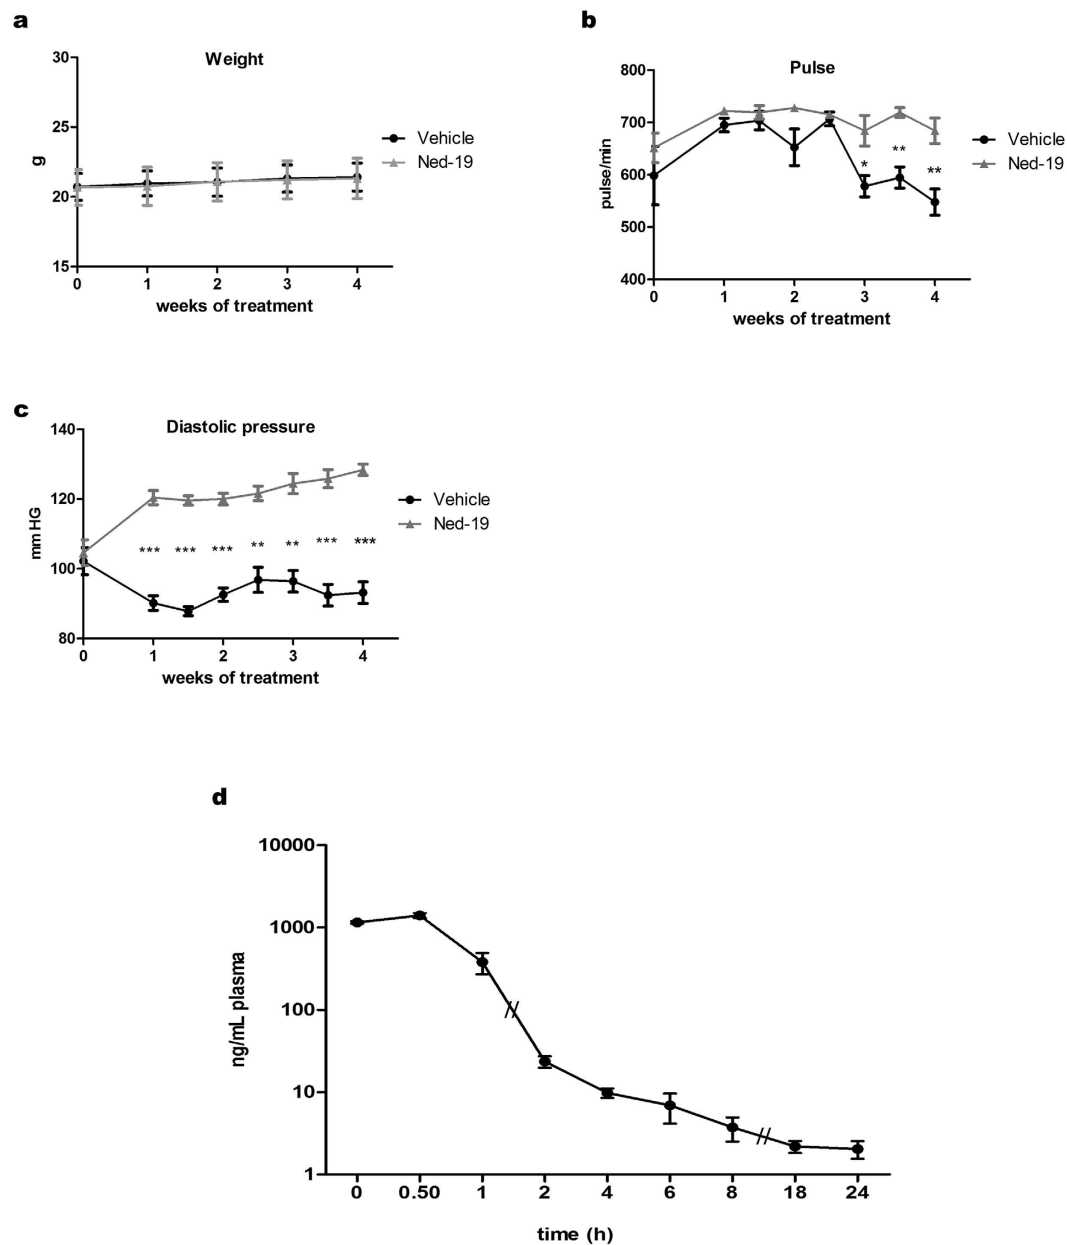 a
Weight
30
25
20
15
g
0 1 2 3 4
weeks of treatment
Vehicle
Ned-19
b
Pulse
800
700
600
500
400
pulse/min
* ** **
0 1 2 3 4
weeks of treatment
Vehicle
Ned-19
c
Diastolic pressure
140
120
100
80
mm HG
*** *** *** ** ** *** ***
0 1 2 3 4
weeks of treatment
Vehicle
Ned-19
d
10000
1000
100
10
1
ng/mL plasma
// //
0 0.50 1 2 4 6 8 18 24
time (h)